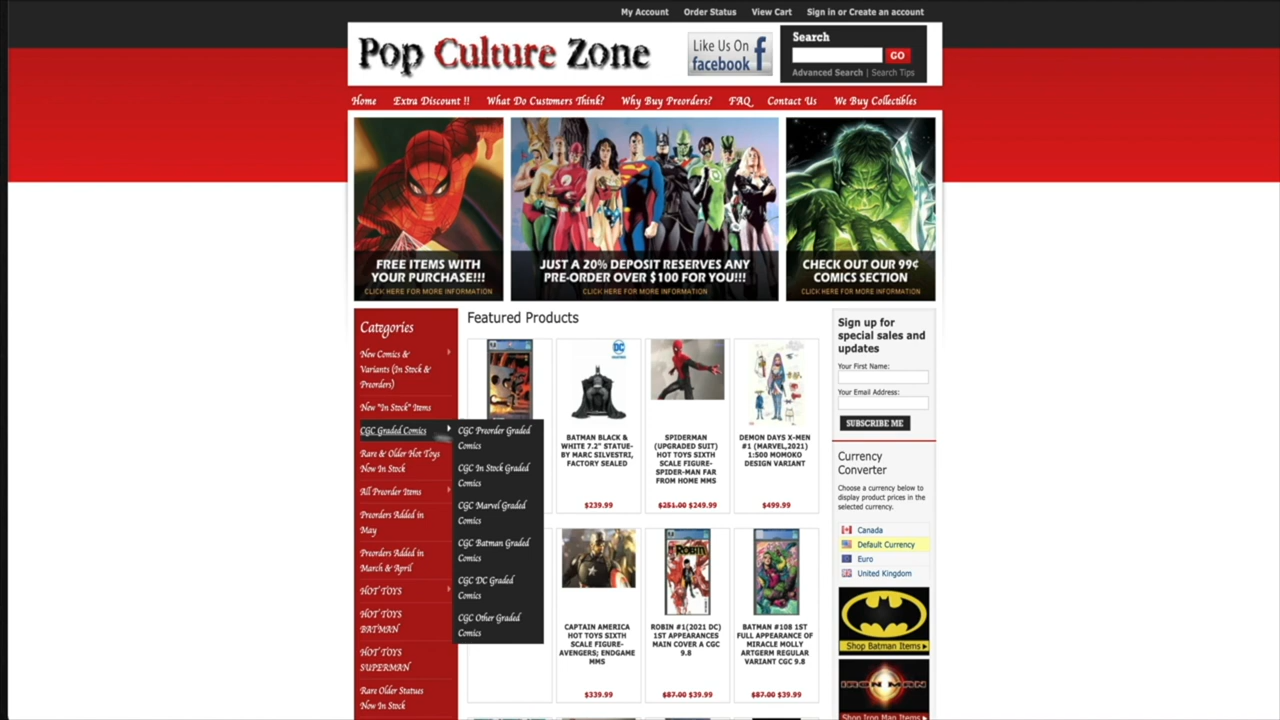 My Account
Order Status
View Cart
Sign in or Create an account
Pop Culture Zone
Like Us On
facebook
Search
GO
Advanced Search | Search Tips
Home
Extra Discount !!
What Do Customers Think?
Why Buy Preorders?
FAQ
Contact Us
We Buy Collectibles
FREE ITEMS WITH
YOUR PURCHASE!!!
CLICK HERE FOR MORE INFORMATION
JUST A 20% DEPOSIT RESERVES ANY
PRE-ORDER OVER $100 FOR YOU!!!
CLICK HERE FOR MORE INFORMATION
CHECK OUT OUR 99¢
COMICS SECTION
CLICK HERE FOR MORE INFORMATION
Categories
New Comics &
Variants (In Stock &
Preorders)
New "In Stock" Items
CGC Graded Comics
Rare & Older Hot Toys
Now In Stock
All Preorder Items
Preorders Added in
May
Preorders Added in
March & April
HOT TOYS
HOT TOYS
BATMAN
HOT TOYS
SUPERMAN
Rare Older Statues
Now In Stock
CGC Preorder Graded
Comics
CGC In Stock Graded
Comics
CGC Marvel Graded
Comics
CGC Batman Graded
Comics
CGC DC Graded
Comics
CGC Other Graded
Comics
Featured Products
BATMAN BLACK &
WHITE 7.2" STATUE-
BY MARC SILVESTRI,
FACTORY SEALED
$239.99
SPIDERMAN
(UPGRADED SUIT)
HOT TOYS SIXTH
SCALE FIGURE-
SPIDER-MAN FAR
FROM HOME MMS
$251.00 $249.99
DEMON DAYS X-MEN
#1 (MARVEL,2021)
1:500 MOMOKO
DESIGN VARIANT
$499.99
CAPTAIN AMERICA
HOT TOYS SIXTH
SCALE FIGURE-
AVENGERS; ENDGAME
MMS
$339.99
ROBIN
ROBIN #1(2021 DC)
1ST APPEARANCES
MAIN COVER A CGC
9.8
$87.00 $39.99
BATMAN #108 1ST
FULL APPEARANCE OF
MIRACLE MOLLY
ARTGERM REGULAR
VARIANT CGC 9.8
$87.00 $39.99
Sign up for
special sales and
updates
Your First Name:
Your Email Address:
SUBSCRIBE ME
Currency
Converter
Choose a currency below to
display product prices in the
selected currency.
Canada
Default Currency
Euro
United Kingdom
Shop Batman Items
IRON MAN
Shop Iron Man Items